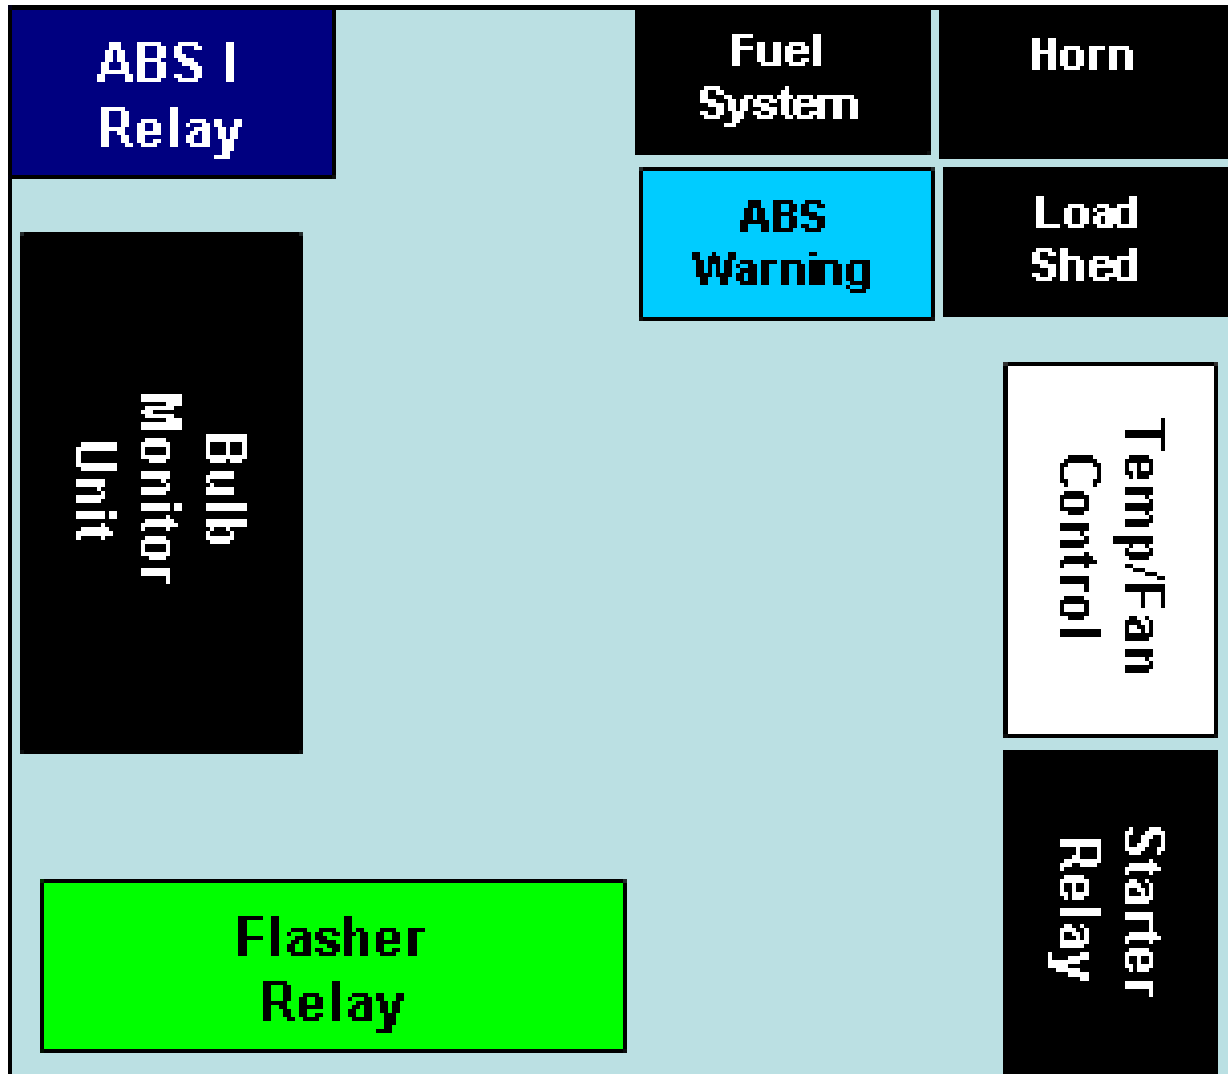 ABS I
Relay
Fuel
System
Horn
ABS
Warning
Load
Shed
Bulb
Monitor
Unit
Temp/Fan
Control
Starter
Relay
Flasher
Relay